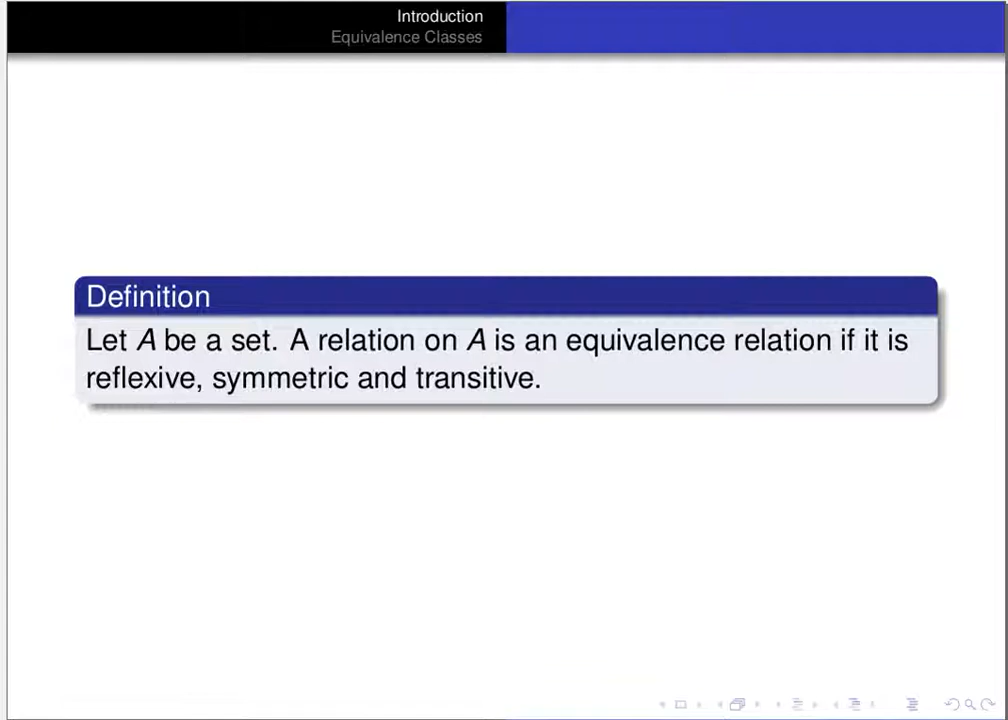 Introduction
Equivalence Classes
Definition
Let A be a set. A relation on A is an equivalence relation if it is
reflexive, symmetric and transitive.